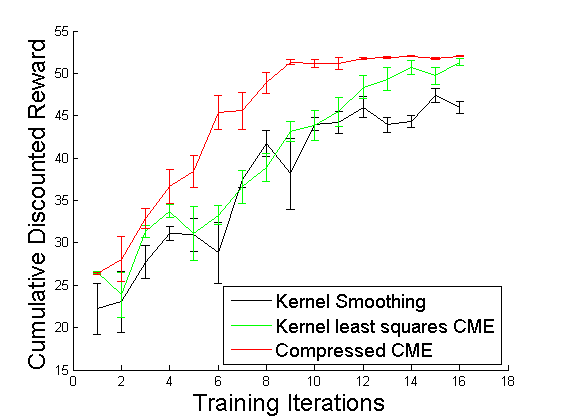 55
50
45
40
35
30
25
20
15
0 2 4 6 8 10 12 14 16 18
Cumulative Discounted Reward
Training Iterations
Kernel Smoothing
Kernel least squares CME
Compressed CME